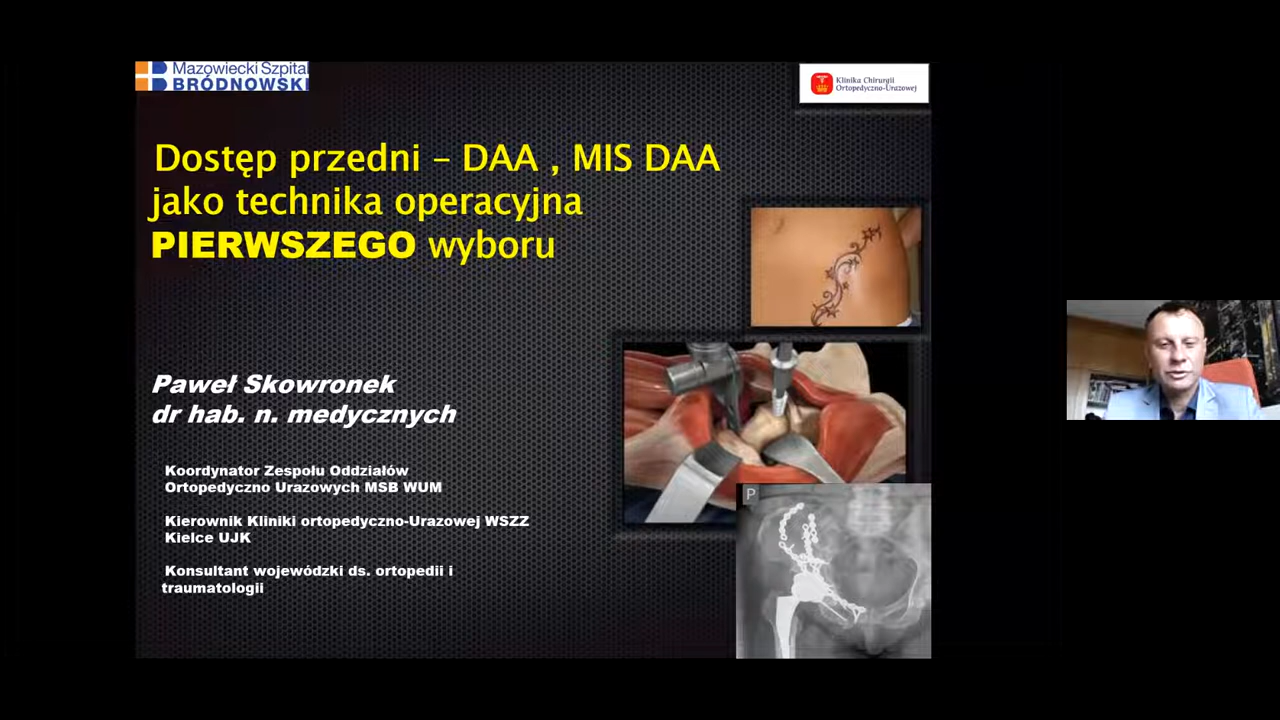 Mazowiecki Szpital
BRÓDNOWSKI
Klinika Chirurgii
Ortopedyczno-Urazowej
Dostęp przedni – DAA , MIS DAA
jako technika operacyjna
PIERWSZEGO wyboru
Paweł Skowronek
dr hab. n. medycznych
Koordynator Zespołu Oddziałów
Ortopedyczno Urazowych MSB WUM
Kierownik Kliniki ortopedyczno-Urazowej WSZZ
Kielce UJK
Konsultant wojewódzki ds. ortopedii i
traumatologii
P